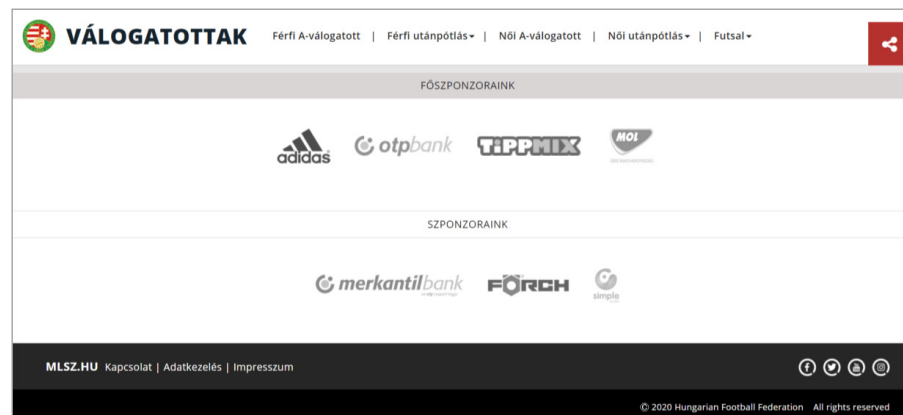 VÁLOGATOTTAK Férfi A-válogatott | Férfi utánpótlás | Női A-válogatott | Női utánpótlás | Futsal
FŐSZPONZORAINK
adidas otpbank TiPPMIX MOL
SZPONZORAINK
merkantilbank FÖRCH simple
MLSZ.HU Kapcsolat | Adatkezelés | Impresszum
© 2020 Hungarian Football Federation All rights reserved